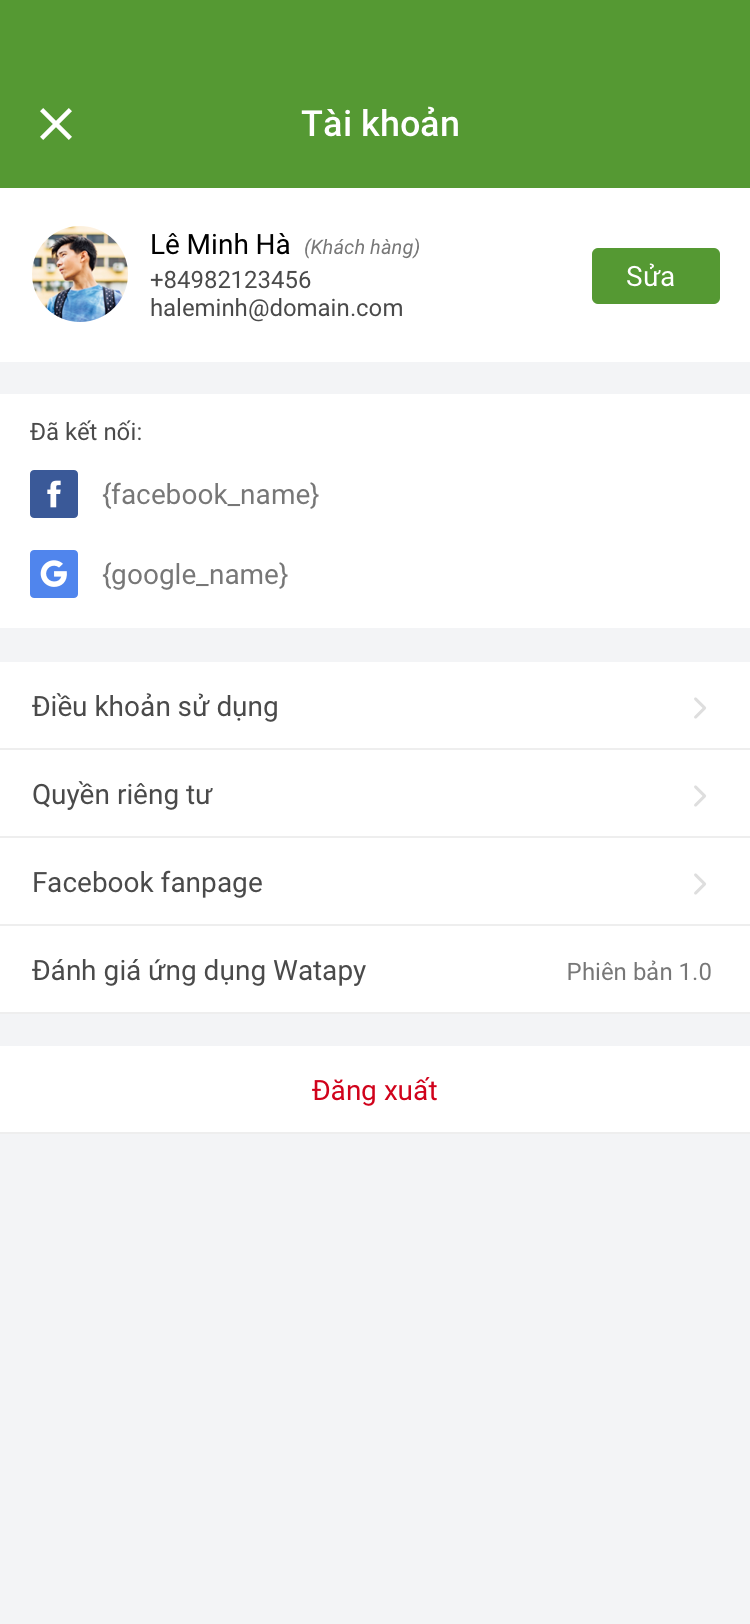 Tài khoản
Lê Minh Hà (Khách hàng)
+84982123456
haleminh@domain.com
Sửa
Đã kết nối:
{facebook_name}
{google_name}
Điều khoản sử dụng
Quyền riêng tư
Facebook fanpage
Đánh giá ứng dụng Watapy Phiên bản 1.0
Đăng xuất